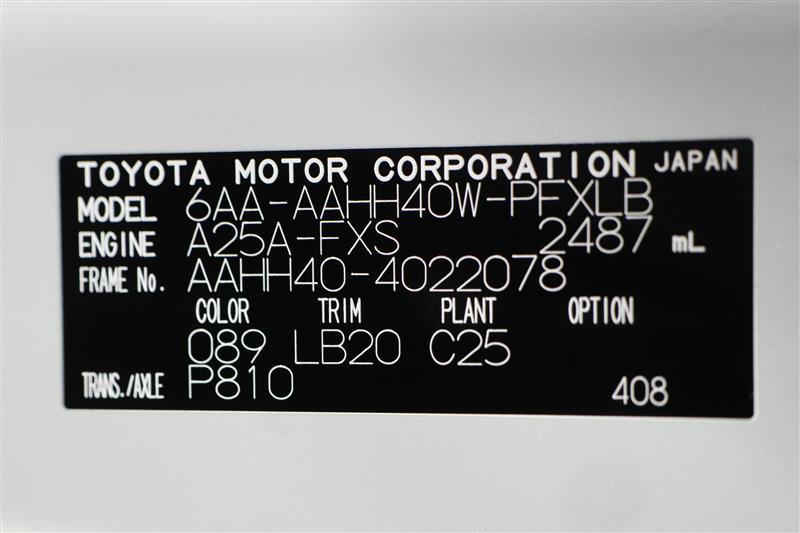 TOYOTA MOTOR CORPORATION JAPAN
MODEL 6AA-AAHH40W-PFXLB
ENGINE A25A-FXS 2487 mL
FRAME No. AAHH40-4022078
COLOR TRIM PLANT OPTION
089 LB20 C25
TRANS./AXLE P810 408